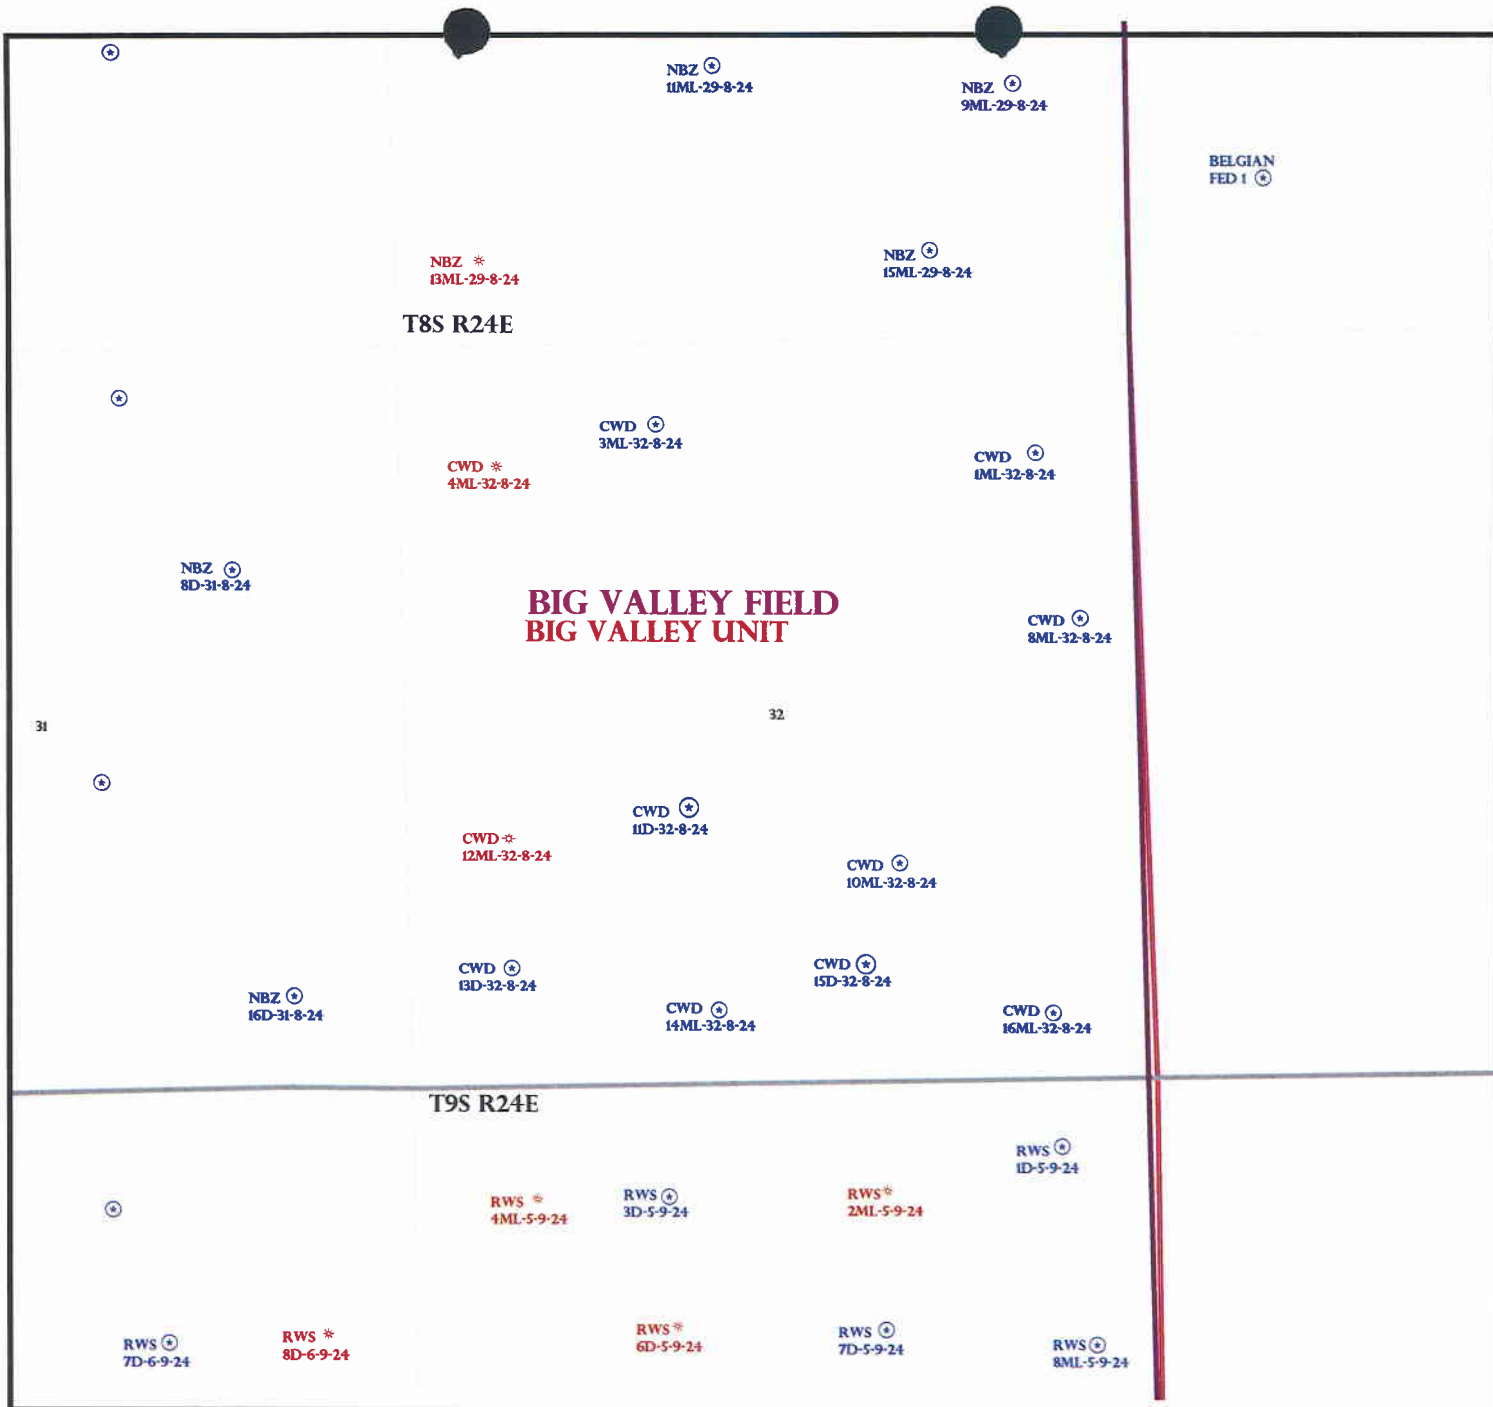 NBZ
11ML-29-8-24
NBZ
9ML-29-8-24
BELGIAN
FED 1
NBZ
13ML-29-8-24
NBZ
15ML-29-8-24
T8S R24E
CWD
3ML-32-8-24
CWD
4ML-32-8-24
CWD
1ML-32-8-24
NBZ
8D-31-8-24
BIG VALLEY FIELD
BIG VALLEY UNIT
CWD
8ML-32-8-24
31
32
CWD
11D-32-8-24
CWD
12ML-32-8-24
CWD
10ML-32-8-24
CWD
13D-32-8-24
CWD
15D-32-8-24
NBZ
16D-31-8-24
CWD
14ML-32-8-24
CWD
16ML-32-8-24
T9S R24E
RWS
1D-5-9-24
RWS
4ML-5-9-24
RWS
3D-5-9-24
RWS
2ML-5-9-24
RWS
7D-6-9-24
RWS
8D-6-9-24
RWS
6D-5-9-24
RWS
7D-5-9-24
RWS
8ML-5-9-24